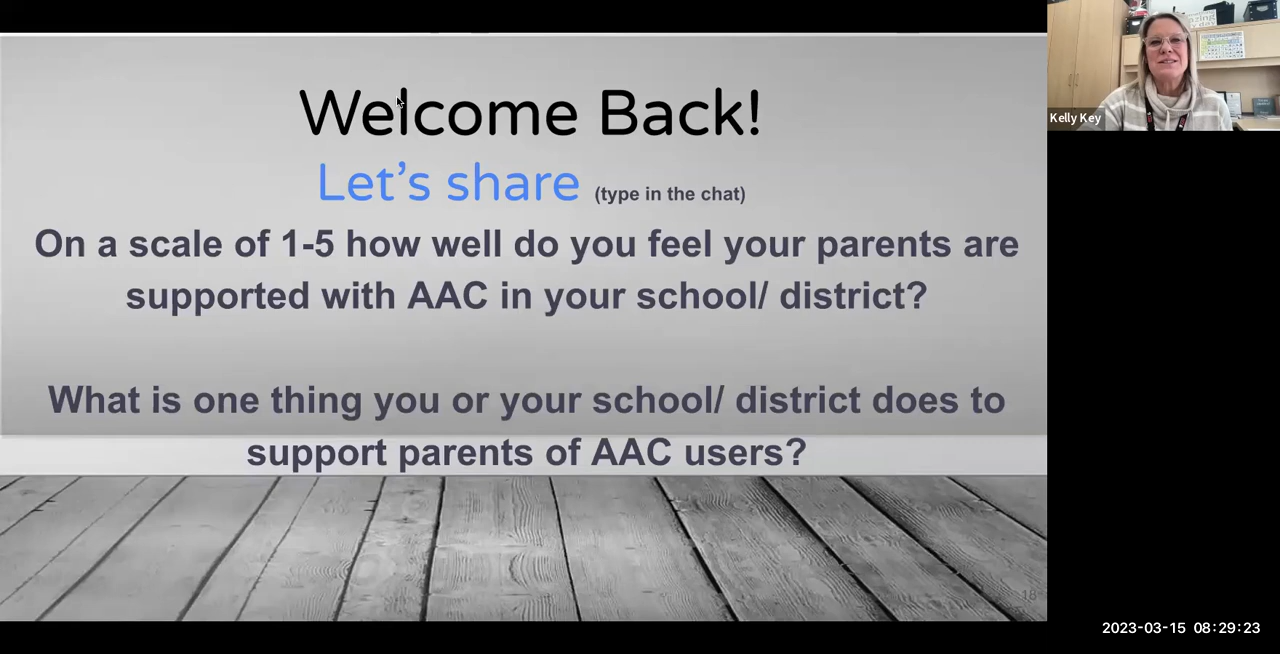 Welcome Back!
Let's share (type in the chat)
On a scale of 1-5 how well do you feel your parents are
supported with AAC in your school/ district?
What is one thing you or your school/ district does to
support parents of AAC users?
18
Kelly Key
2023-03-15 08:29:23